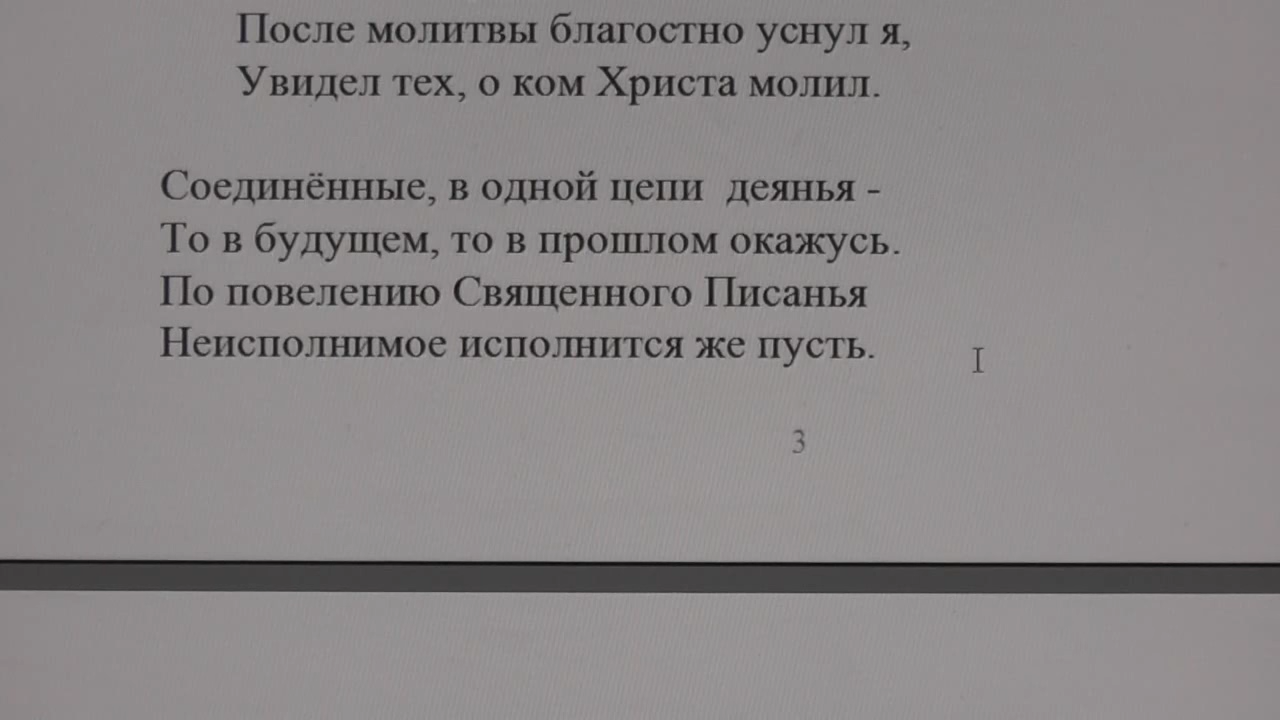 После молитвы благостно уснул я,
Увидел тех, о ком Христа молил.
Соединённые, в одной цепи  деянья -
То в будущем, то в прошлом окажусь.
По повелению Священного Писанья
Неисполнимое исполнится же пусть.
3